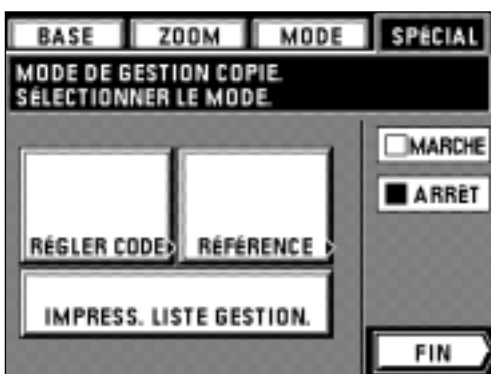 BASE ZOOM MODE SPÉCIAL
MODE DE GESTION COPIE.
SÉLECTIONNER LE MODE.
MARCHE
ARRÊT
RÉGLER CODE RÉFÉRENCE
IMPRESS. LISTE GESTION.
FIN